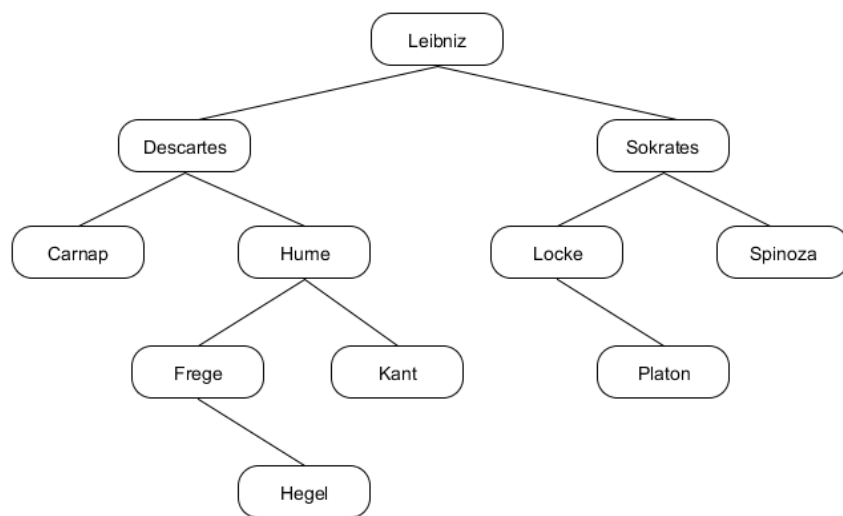 Leibniz
Descartes
Sokrates
Carnap
Hume
Locke
Spinoza
Frege
Kant
Platon
Hegel